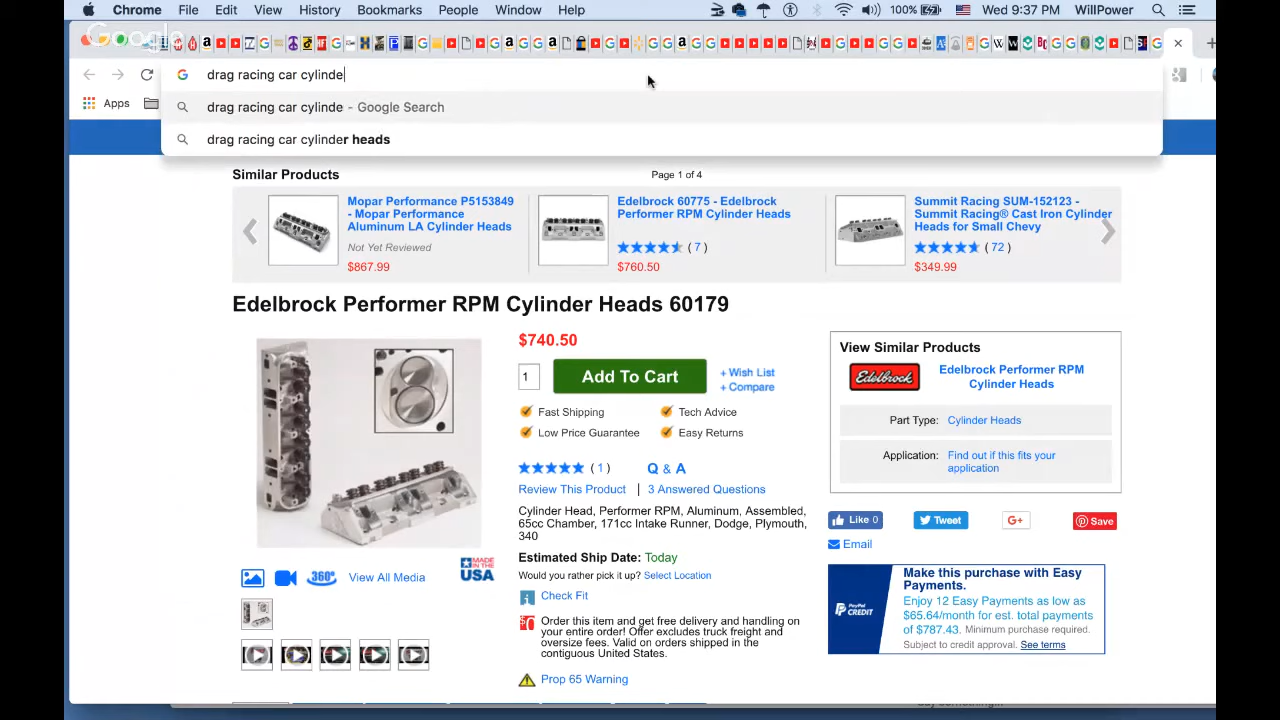 Chrome File Edit View History Bookmarks People Window Help 100% Wed 9:37 PM WillPower
Google
drag racing car cylinde
Apps
drag racing car cylinde - Google Search
drag racing car cylinder heads
Similar Products
Page 1 of 4
Mopar Performance P5153849
- Mopar Performance
Aluminum LA Cylinder Heads
Not Yet Reviewed
$867.99
Edelbrock 60775 - Edelbrock
Performer RPM Cylinder Heads
( 7 )
$760.50
Summit Racing SUM-152123 -
Summit Racing® Cast Iron Cylinder
Heads for Small Chevy
( 72 )
$349.99
Edelbrock Performer RPM Cylinder Heads 60179
$740.50
1
Add To Cart
+ Wish List
+ Compare
Fast Shipping
Tech Advice
Low Price Guarantee
Easy Returns
( 1 )
Q & A
Review This Product | 3 Answered Questions
Cylinder Head, Performer RPM, Aluminum, Assembled,
65cc Chamber, 171cc Intake Runner, Dodge, Plymouth,
340
Estimated Ship Date: Today
Would you rather pick it up? Select Location
Check Fit
Order this item and get free delivery and handling on
your entire order! Offer excludes truck freight and
oversize fees. Valid on orders shipped in the
contiguous United States.
Prop 65 Warning
360°
View All Media
MADE IN THE
USA
View Similar Products
Edelbrock
Edelbrock Performer RPM
Cylinder Heads
Part Type: Cylinder Heads
Application: Find out if this fits your
application
Like 0
Tweet
G+
Save
Email
PayPal
CREDIT
Make this purchase with Easy
Payments.
Enjoy 12 Easy Payments as low as
$65.64/month for est. total payments
of $787.43. Minimum purchase required.
Subject to credit approval. See terms